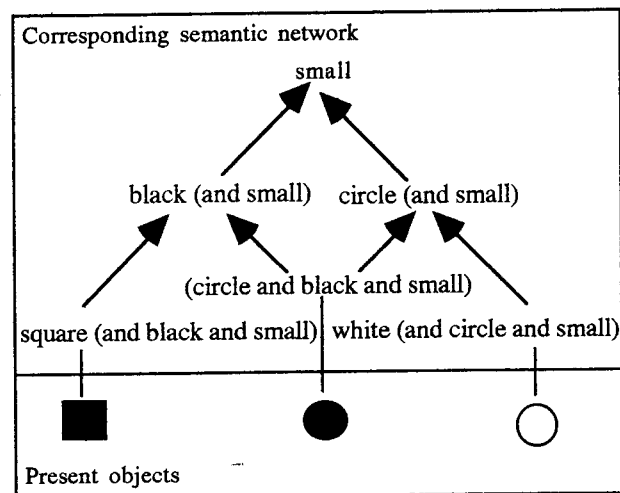 Corresponding semantic network
small
black (and small) circle (and small)
(circle and black and small)
square (and black and small) white (and circle and small)
Present objects